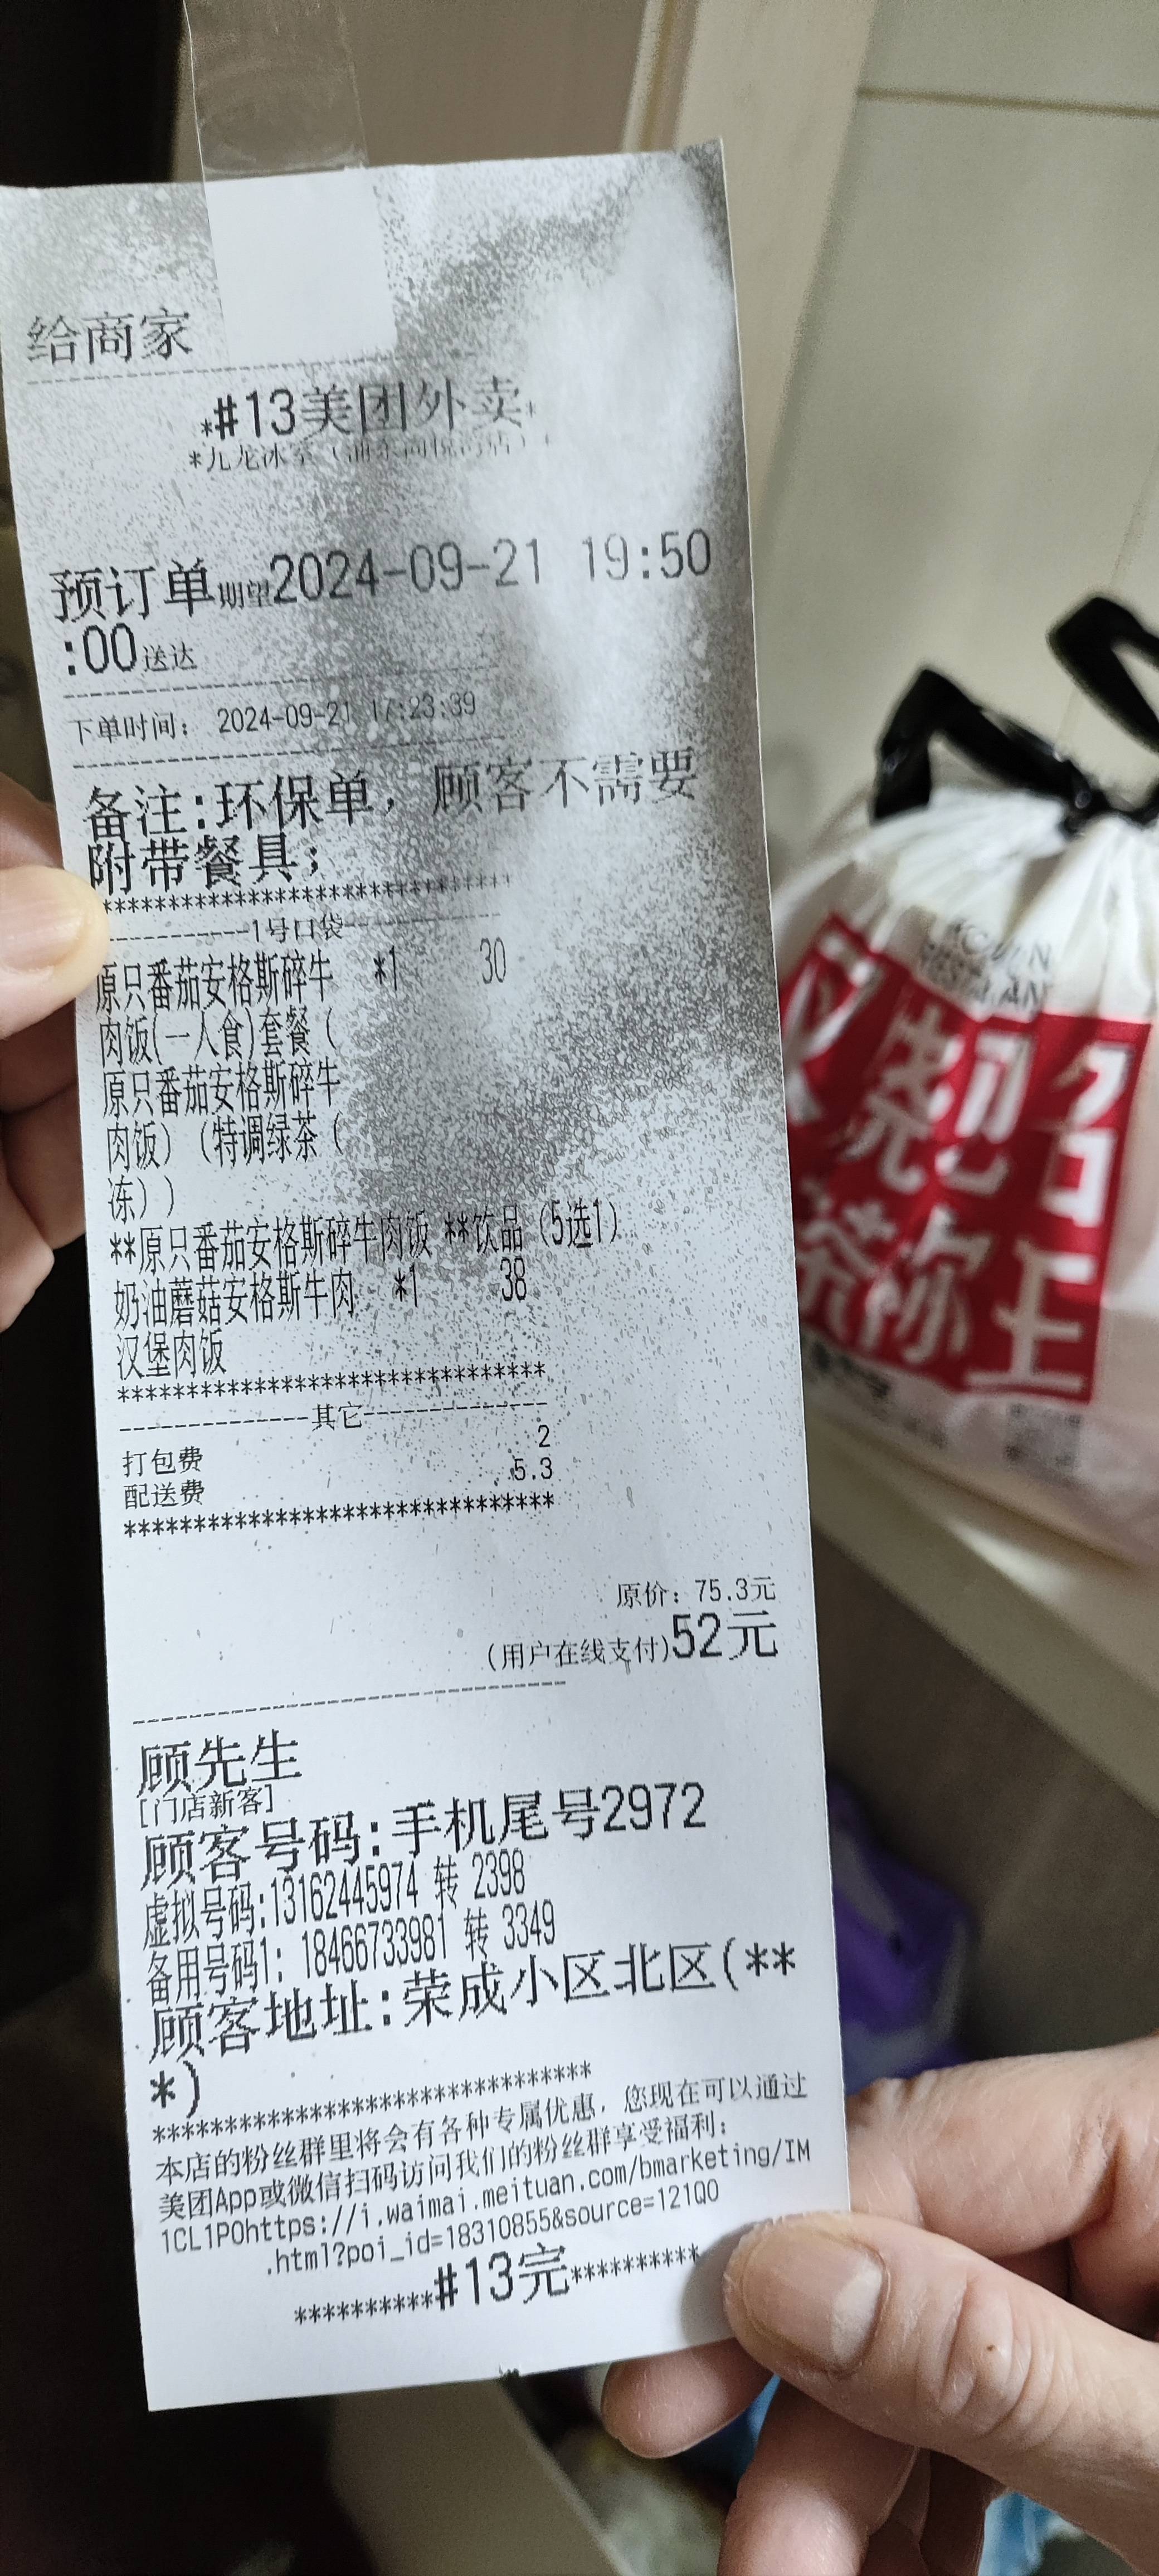 给商家
*#13美团外卖*
*九龙冰室
预订单期望2024-09-21 19:50
:00送达
下单时间: 2024-09-21 17:23:39
备注:环保单, 顾客不需要
附带餐具;
******************************
1号口袋
原只番茄安格斯碎牛 *1 30
肉饭(一人食)套餐 (
原只番茄安格斯碎牛
肉饭) (特调绿茶 (
冻))
**原只番茄安格斯碎牛肉饭 **饮品 (5选1)
奶油蘑菇安格斯牛肉 *1 38
汉堡肉饭
*******************************
其它
打包费 2
配送费 5.3
*******************************
原价: 75.3元
(用户在线支付)52元
顾先生
[门店新客]
顾客号码:手机尾号2972
虚拟号码:13162445974 转 2398
备用号码1: 18466733981 转 3349
顾客地址:荣成小区北区(**
*)
********************************
本店的粉丝群里将会有各种专属优惠, 您现在可以通过
美团App或微信扫码访问我们的粉丝群享受福利:
1CL1P0https://i.waimai.meituan.com/bmarketing/IM
.html?poi_id=18310855&source=121Q0
**********#13完**********